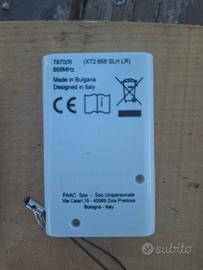 787009 (XT2 868 SLH LR)
868MHz
Made in Bulgaria
Designed in Italy
FAAC Spa - Soc.Unipersonale
Via Calari,10 - 40069 Zola Predosa
Bologna - Italy
subito